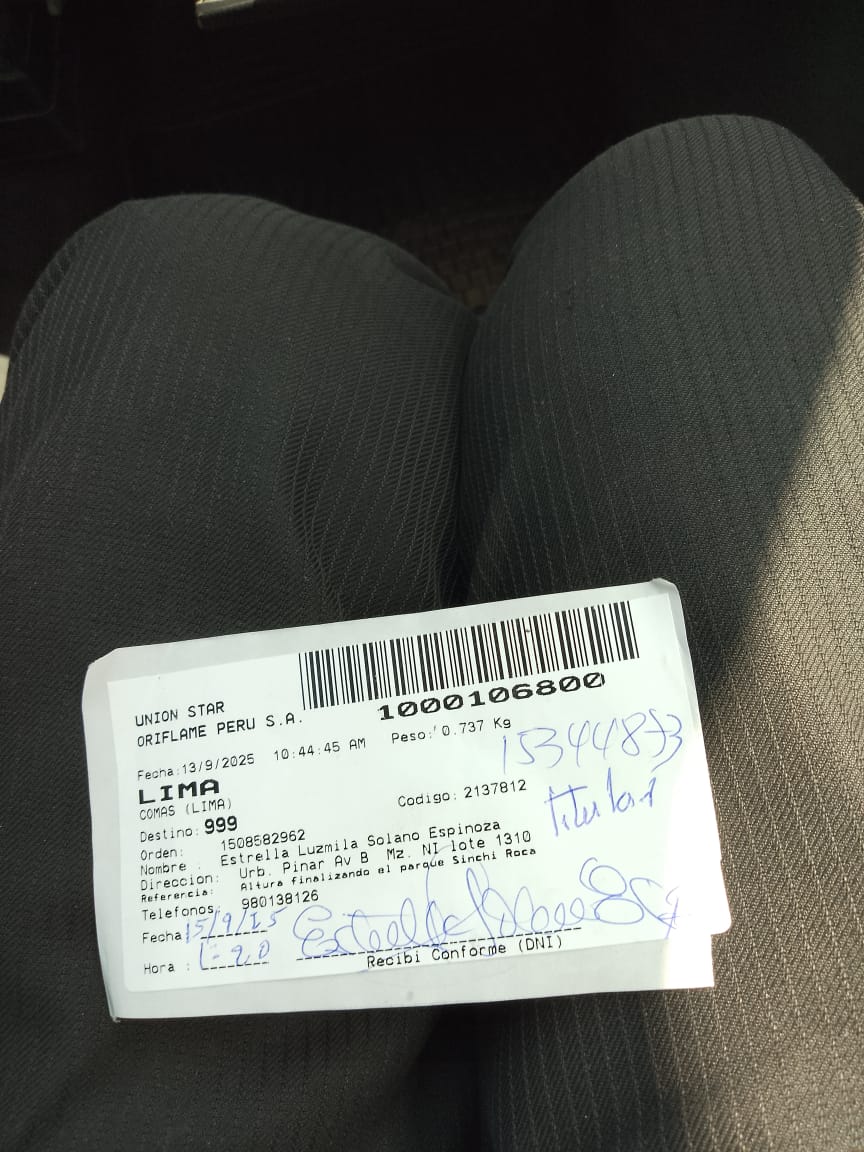 UNION STAR
ORIFLAME PERU S.A.
1000106800
Fecha:13/9/2025 10:44:45 AM Peso: 0.737 Kg
LIMA
COMAS (LIMA)
Codigo: 2137812
titular
Destino: 999
Orden: 1508582962
Nombre : Estrella Luzmila Solano Espinoza
Direccion: Urb. Pinar Av B Mz. NI lote 1310
Referencia: Altura finalizando el parque Sinchi Roca
Telefonos: 980138126
Fecha 15/9/25
Hora : 1:20
Recibi Conforme (DNI)